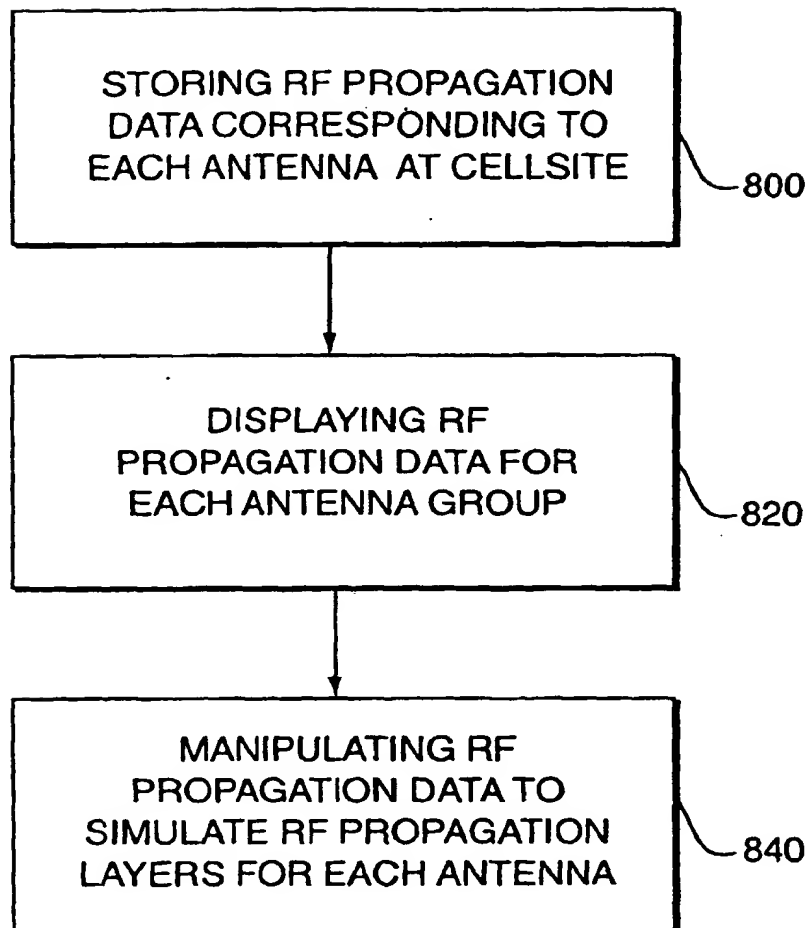 STORING RF PROPAGATION
DATA CORRESPONDING TO
EACH ANTENNA AT CELLSITE
800
DISPLAYING RF
PROPAGATION DATA FOR
EACH ANTENNA GROUP
820
MANIPULATING RF
PROPAGATION DATA TO
SIMULATE RF PROPAGATION
LAYERS FOR EACH ANTENNA
840